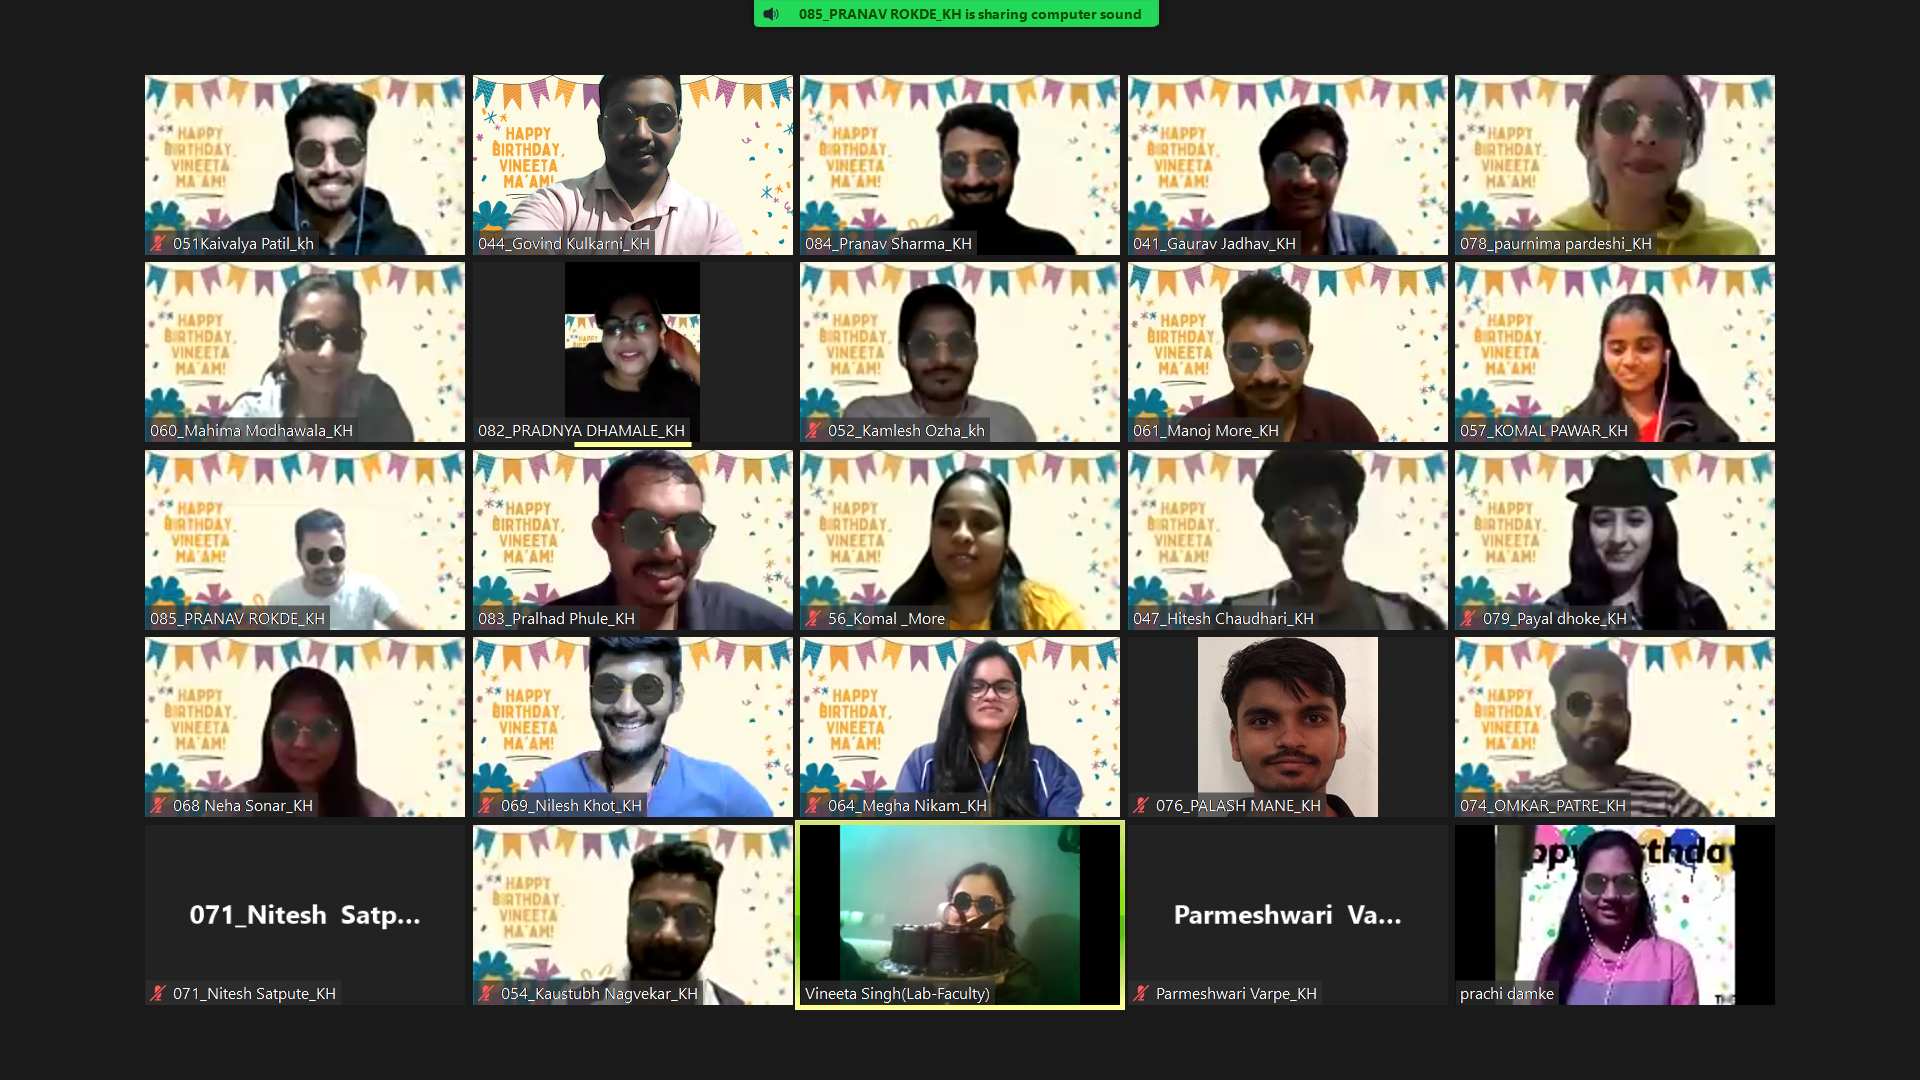 085_PRANAV ROKDE_KH is sharing computer sound
HAPPY
BIRTHDAY,
VINEETA
MA'AM!
051Kaivalya Patil_kh
HAPPY
BIRTHDAY,
VINEETA
MA'AM!
044_Govind Kulkarni_KH
HAPPY
BIRTHDAY,
VINEETA
MA'AM!
084_Pranav Sharma_KH
HAPPY
BIRTHDAY,
VINEETA
MA'AM!
041_Gaurav Jadhav_KH
HAPPY
BIRTHDAY,
VINEETA
MA'AM!
078_paurnima pardeshi_KH
HAPPY
BIRTHDAY,
VINEETA
MA'AM!
060_Mahima Modhawala_KH
082_PRADNYA DHAMALE_KH
HAPPY
BIRTHDAY,
VINEETA
MA'AM!
052_Kamlesh Ozha_kh
HAPPY
BIRTHDAY,
VINEETA
MA'AM!
061_Manoj More_KH
HAPPY
BIRTHDAY,
VINEETA
MA'AM!
057_KOMAL PAWAR_KH
HAPPY
BIRTHDAY,
VINEETA
MA'AM!
085_PRANAV ROKDE_KH
HAPPY
BIRTHDAY,
VINEETA
MA'AM!
083_Pralhad Phule_KH
HAPPY
BIRTHDAY,
VINEETA
MA'AM!
56_Komal _More
HAPPY
BIRTHDAY,
VINEETA
MA'AM!
047_Hitesh Chaudhari_KH
HAPPY
BIRTHDAY,
VINEETA
MA'AM!
079_Payal dhoke_KH
HAPPY
BIRTHDAY,
VINEETA
MA'AM!
068 Neha Sonar_KH
HAPPY
BIRTHDAY,
VINEETA
MA'AM!
069_Nilesh Khot_KH
HAPPY
BIRTHDAY,
VINEETA
MA'AM!
064_Megha Nikam_KH
076_PALASH MANE_KH
HAPPY
BIRTHDAY,
VINEETA
MA'AM!
074_OMKAR_PATRE_KH
071_Nitesh Satp...
071_Nitesh Satpute_KH
HAPPY
BIRTHDAY,
VINEETA
MA'AM!
054_Kaustubh Nagvekar_KH
Vineeta Singh(Lab-Faculty)
Parmeshwari Va...
Parmeshwari Varpe_KH
prachi damke